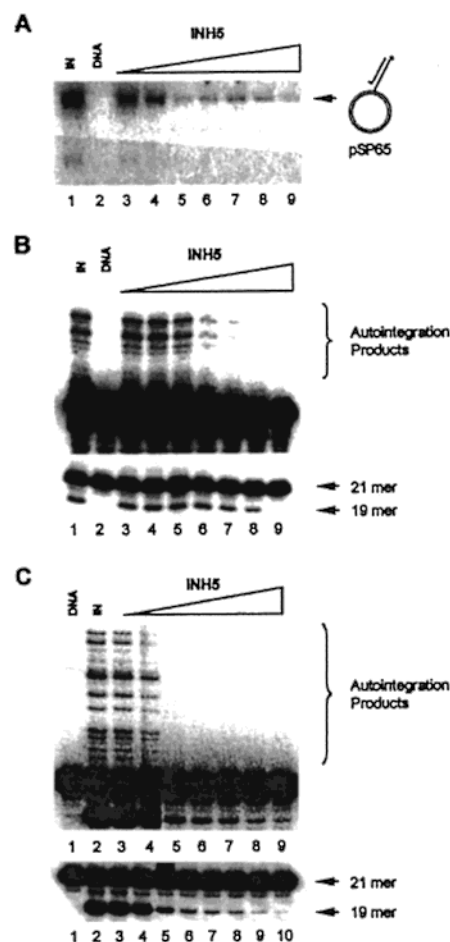 A
INH5
IN
DNA
pSP65
1 2 3 4 5 6 7 8 9
B
INH5
IN
DNA
Autointegration
Products
21 mer
19 mer
1 2 3 4 5 6 7 8 9
C
INH5
DNA
IN
Autointegration
Products
1 2 3 4 5 6 7 8 9
21 mer
19 mer
1 2 3 4 5 6 7 8 9 10